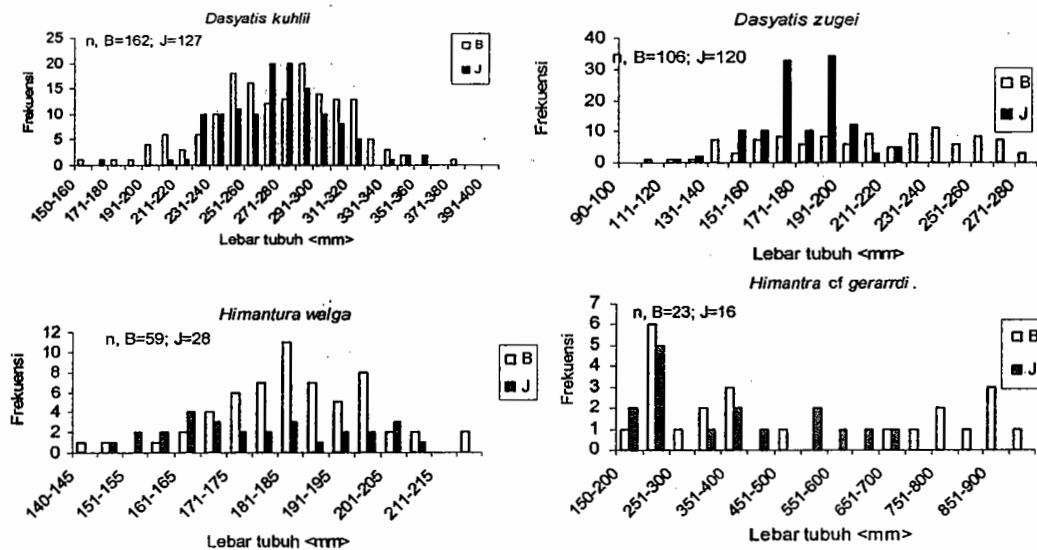 Dasyatis kuhlii
n, B=162; J=127
Frekuensi
25
20
15
10
5
0
B
J
150-160
171-180
191-200
211-220
231-240
251-260
271-280
291-300
311-320
331-340
351-360
371-380
391-400
Lebar tubuh <mm>
Dasyatis zugei
n, B=106; J=120
Frekuensi
40
30
20
10
0
B
J
90-100
111-120
131-140
151-160
171-180
191-200
211-220
231-240
251-260
271-280
Lebar tubuh <mm>
Himantura walga
n, B=59; J=28
Frekuensi
12
10
8
6
4
2
0
B
J
140-145
151-155
161-165
171-175
181-185
191-195
201-205
211-215
Lebar tubuh <mm>
Himantra cf gerarrdi.
n, B=23; J=16
Frekuensi
7
6
5
4
3
2
1
0
B
J
150-200
251-300
351-400
451-500
551-600
651-700
751-800
851-900
Lebar tubuh <mm>